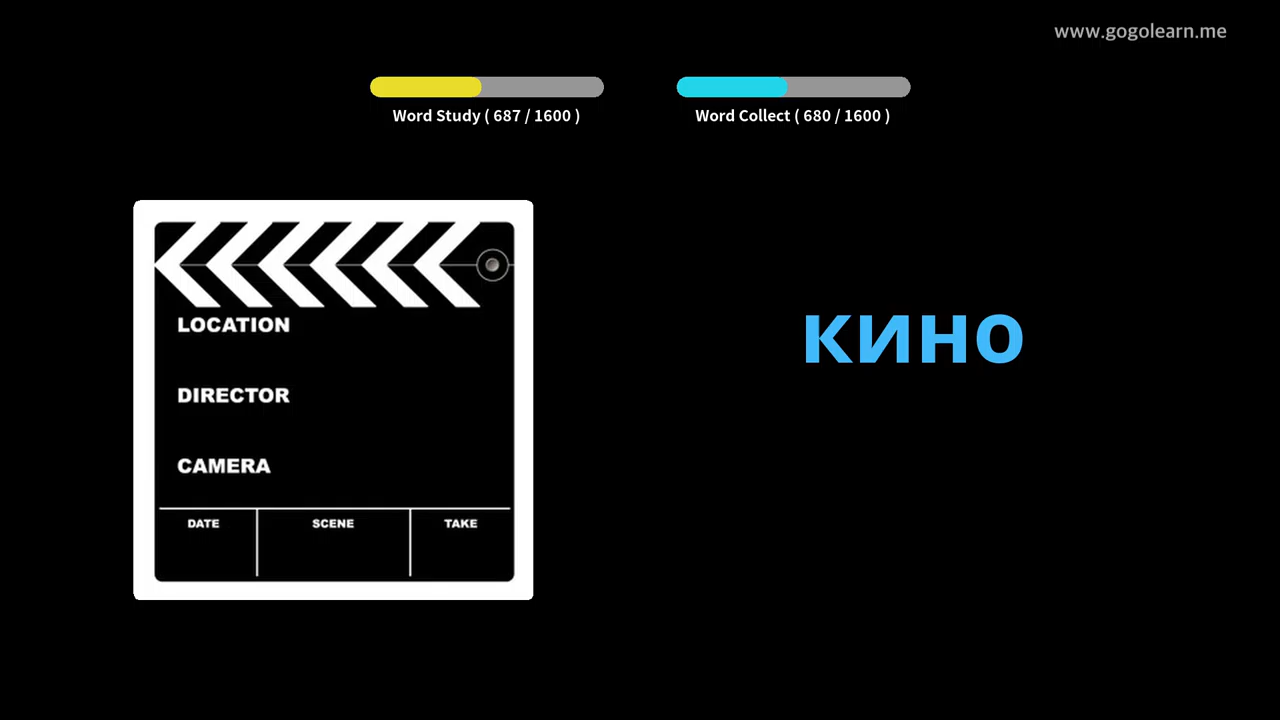 www.gogolearn.me
Word Study ( 687 / 1600 )
Word Collect ( 680 / 1600 )
LOCATION
DIRECTOR
CAMERA
DATE
SCENE
TAKE
кино